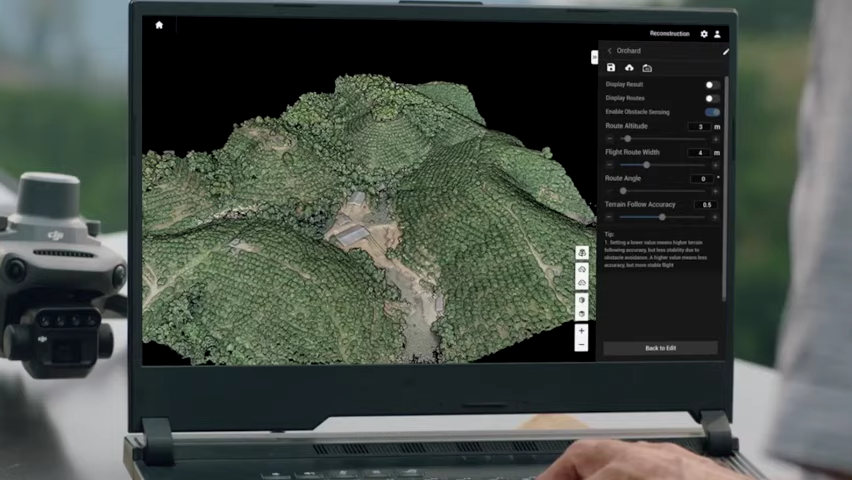 Reconstruction
Orchard
Display Result
Display Routes
Enable Obstacle Sensing
Route Altitude 3 m
Flight Route Width 4 m
Route Angle 0 °
Terrain Follow Accuracy 0.5
Tip:
1. Setting a lower value means higher terrain
following accuracy, but less stability due to
obstacle avoidance. A higher value means less
accuracy, but more stable flight
Back to Edit
dji
dji